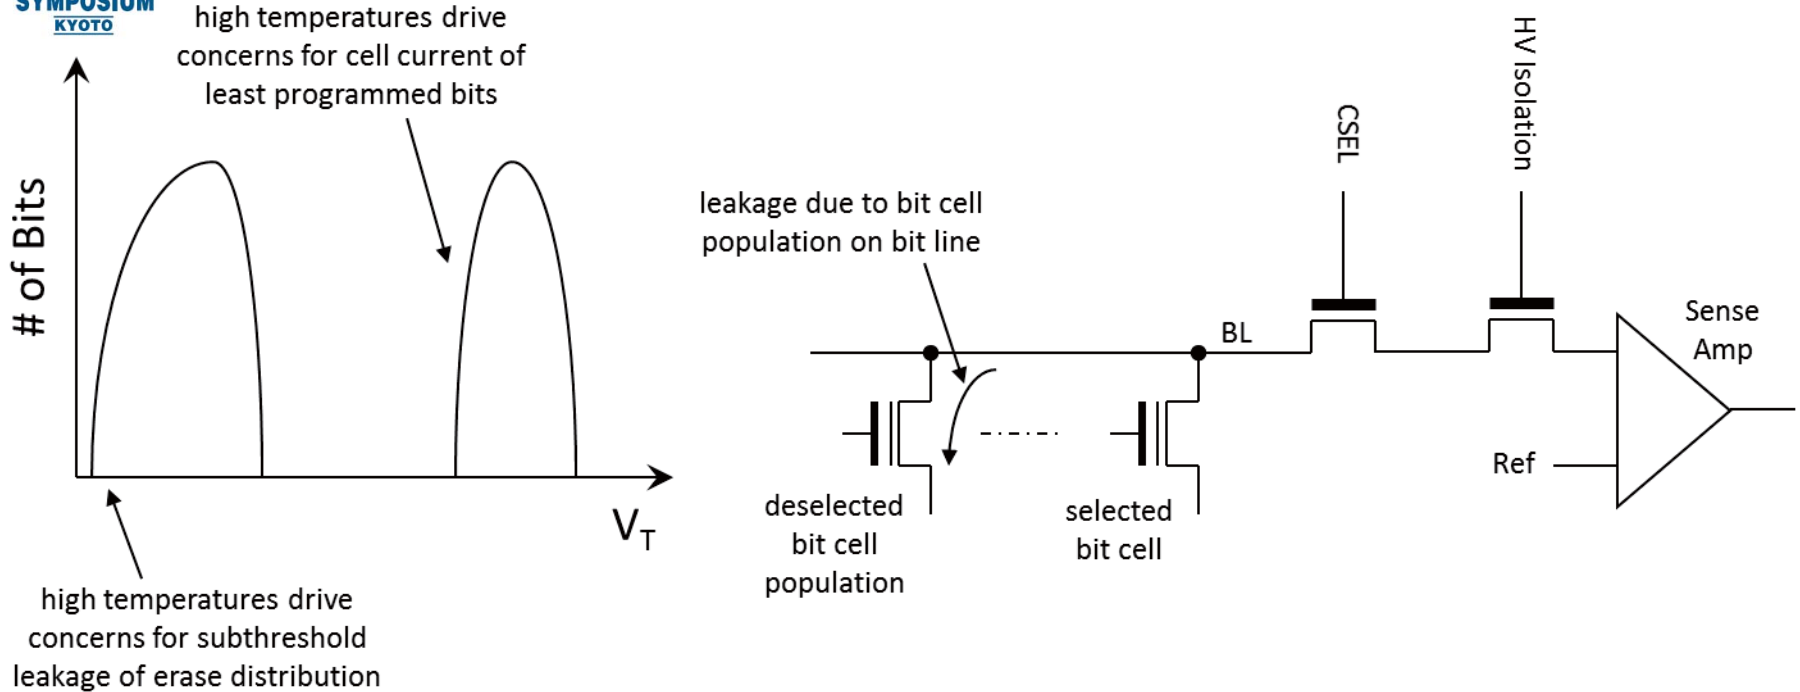 SYMPOSIUM
KYOTO
high temperatures drive
concerns for cell current of
least programmed bits
# of Bits
VT
high temperatures drive
concerns for subthreshold
leakage of erase distribution
leakage due to bit cell
population on bit line
CSEL
HV Isolation
BL
Sense
Amp
Ref
deselected
bit cell
population
selected
bit cell